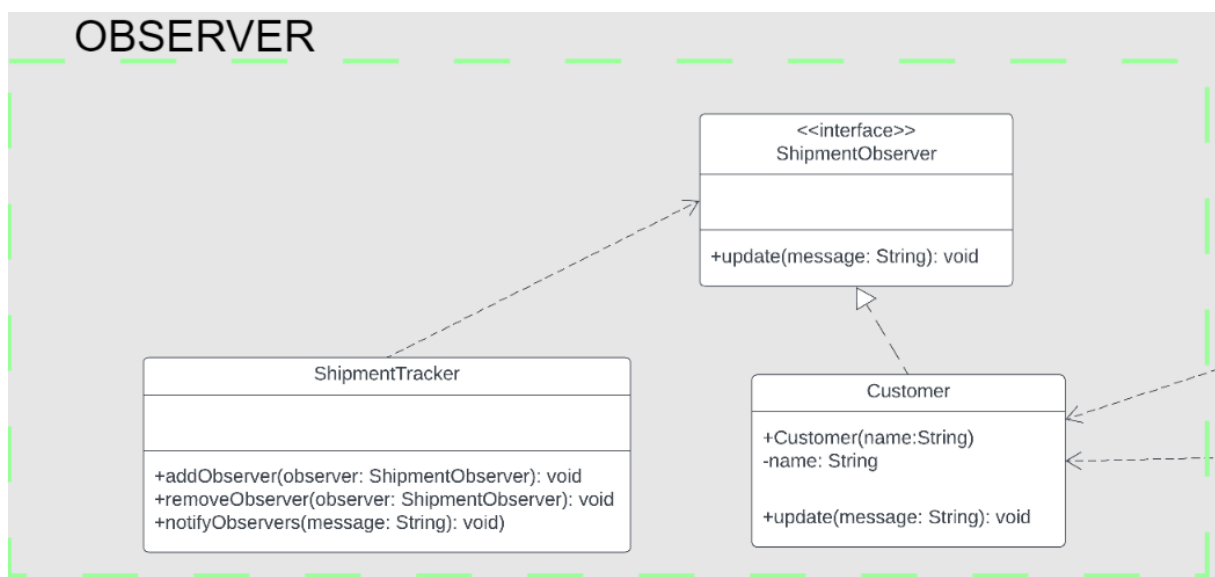 OBSERVER
<<interface>>
ShipmentObserver
+update(message: String): void
ShipmentTracker
+addObserver(observer: ShipmentObserver): void
+removeObserver(observer: ShipmentObserver): void
+notifyObservers(message: String): void)
Customer
+Customer(name:String)
-name: String
+update(message: String): void